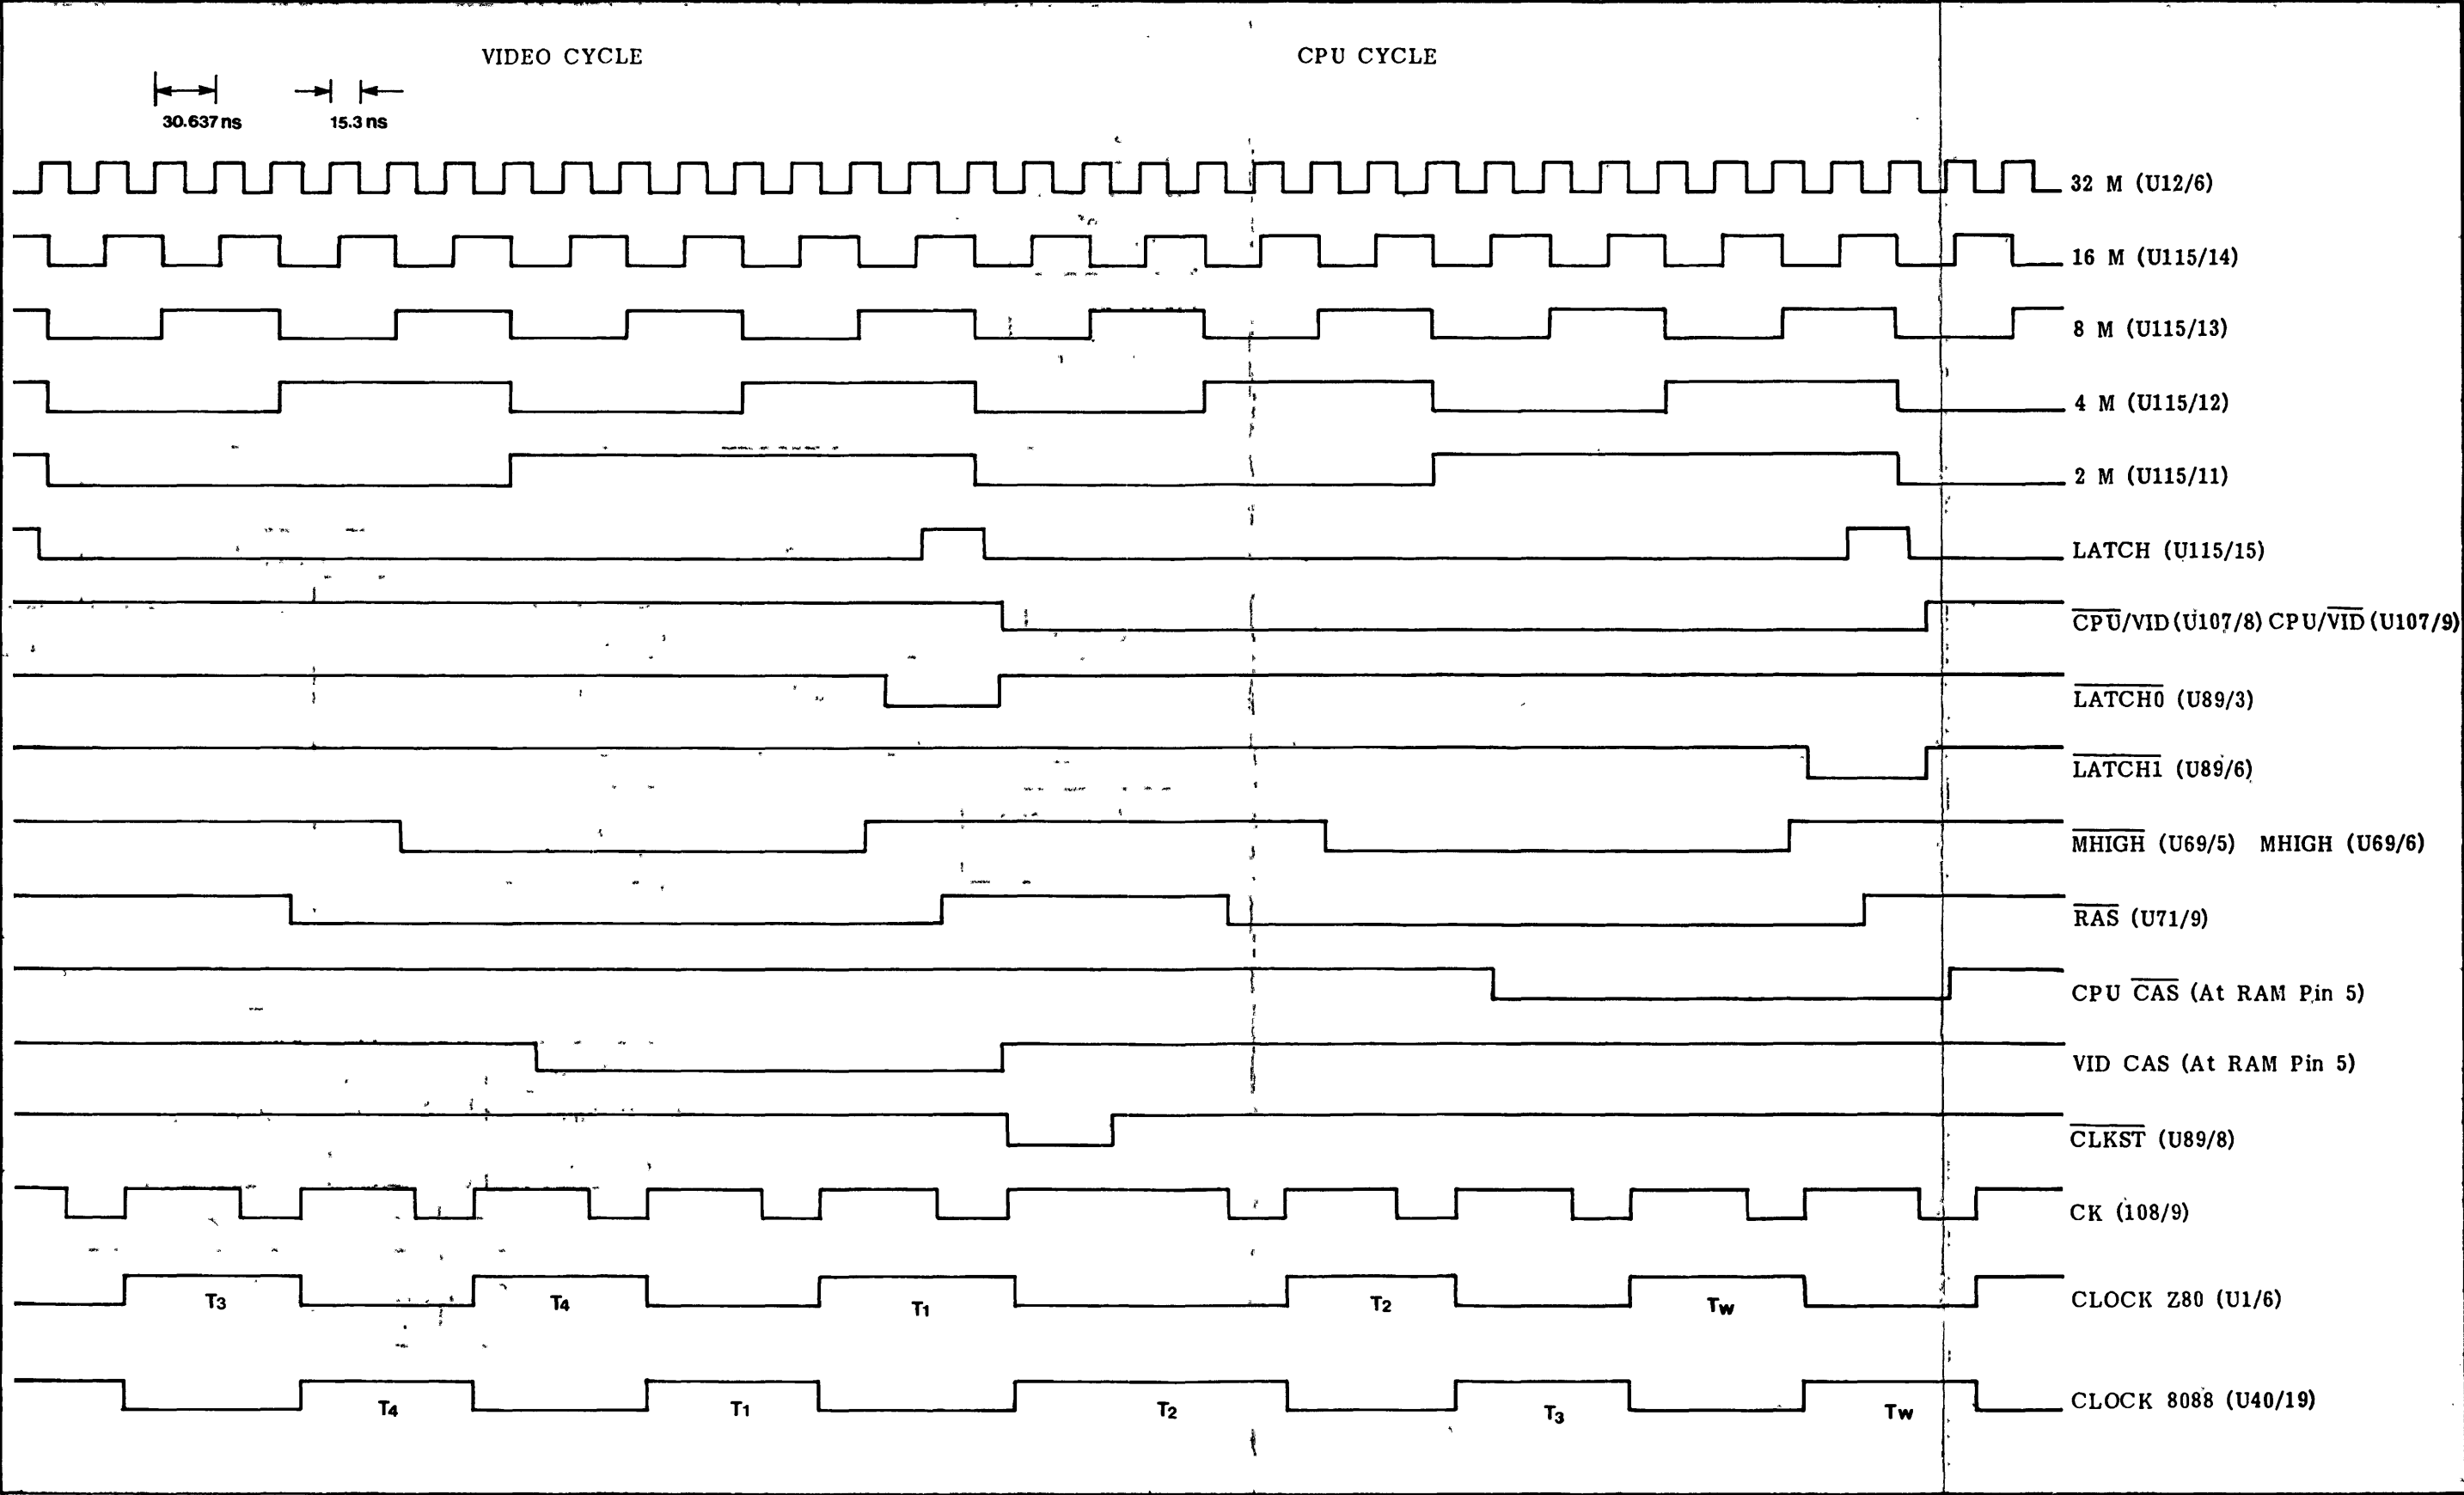 VIDEO CYCLE CPU CYCLE
30.637 ns 15.3 ns
32 M (U12/6)
16 M (U115/14)
8 M (U115/13)
4 M (U115/12)
2 M (U115/11)
LATCH (U115/15)
CPU/VID (U107/8) CPU/VID (U107/9)
LATCH0 (U89/3)
LATCH1 (U89/6)
MHIGH (U69/5) MHIGH (U69/6)
RAS (U71/9)
CPU CAS (At RAM Pin 5)
VID CAS (At RAM Pin 5)
CLKST (U89/8)
CK (108/9)
T3 T4 T1 T2 Tw CLOCK Z80 (U1/6)
T4 T1 T2 T3 Tw CLOCK 8088 (U40/19)